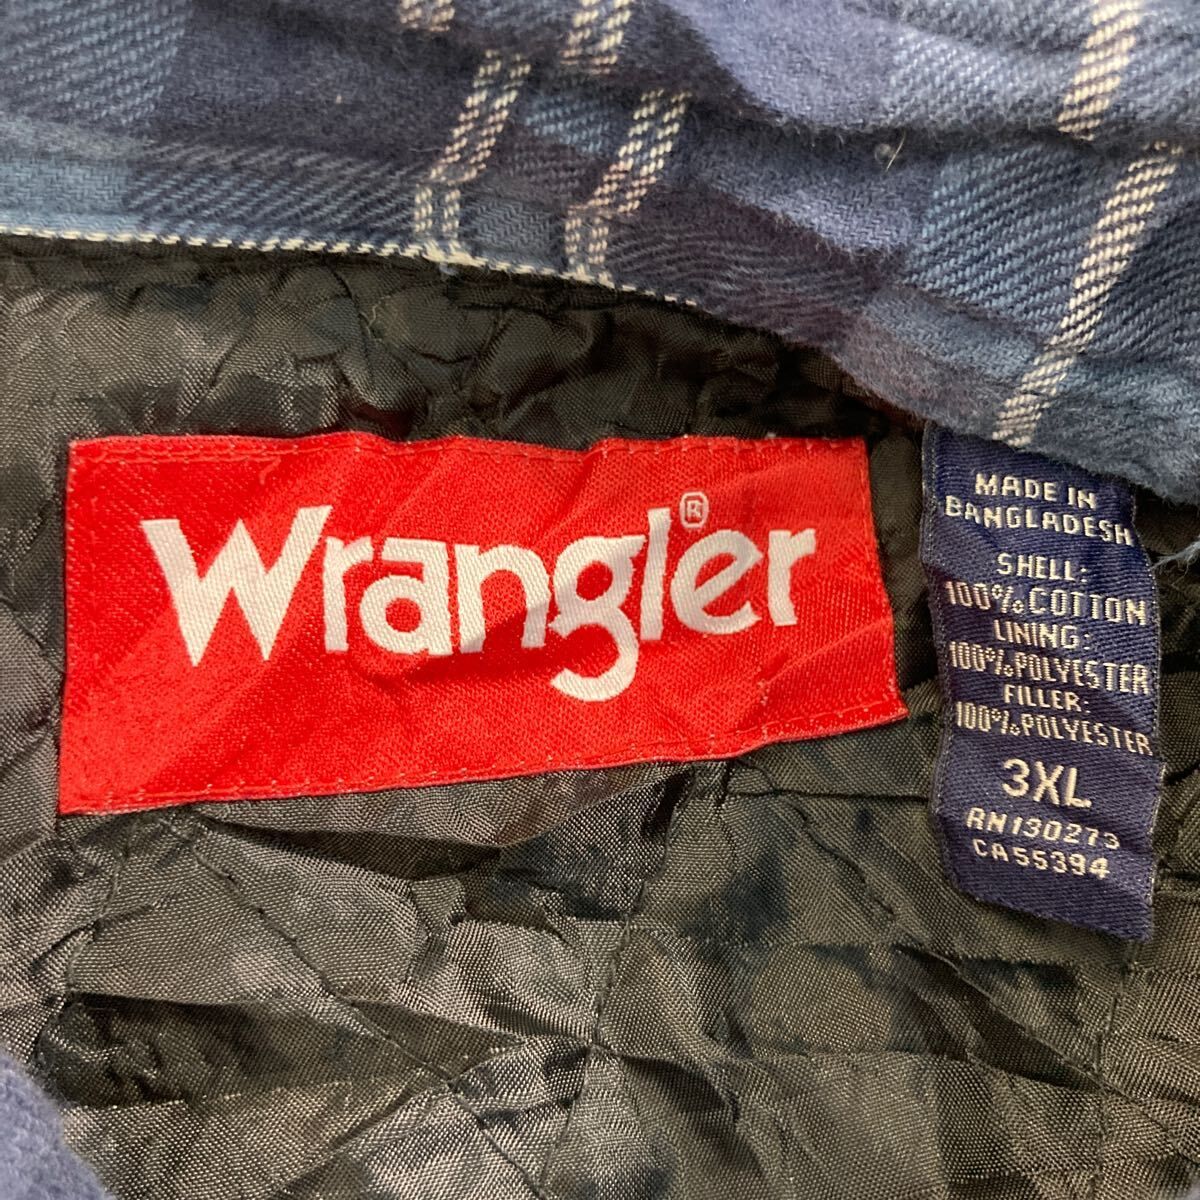 Wrangler®
MADE IN
BANGLADESH
SHELL:
100%COTTON
LINING:
100%POLYESTER
FILLER:
100%POLYESTER
3XL
RN130273
CA55394